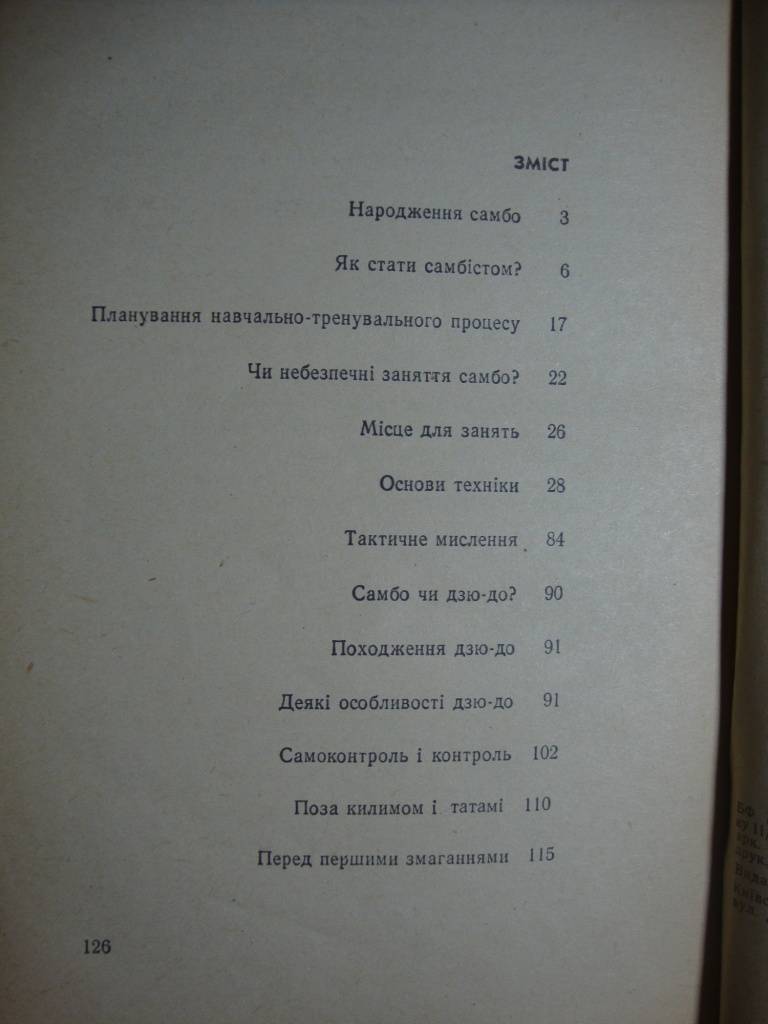 ЗМІСТ
Народження самбо 3
Як стати самбістом? 6
Планування навчально-тренувального процесу 17
Чи небезпечні заняття самбо? 22
Місце для занять 26
Основи техніки 28
Тактичне мислення 84
Самбо чи дзю-до? 90
Походження дзю-до 91
Деякі особливості дзю-до 91
Самоконтроль і контроль 102
Поза килимом і татамі 110
Перед першими змаганнями 115
126
БФ